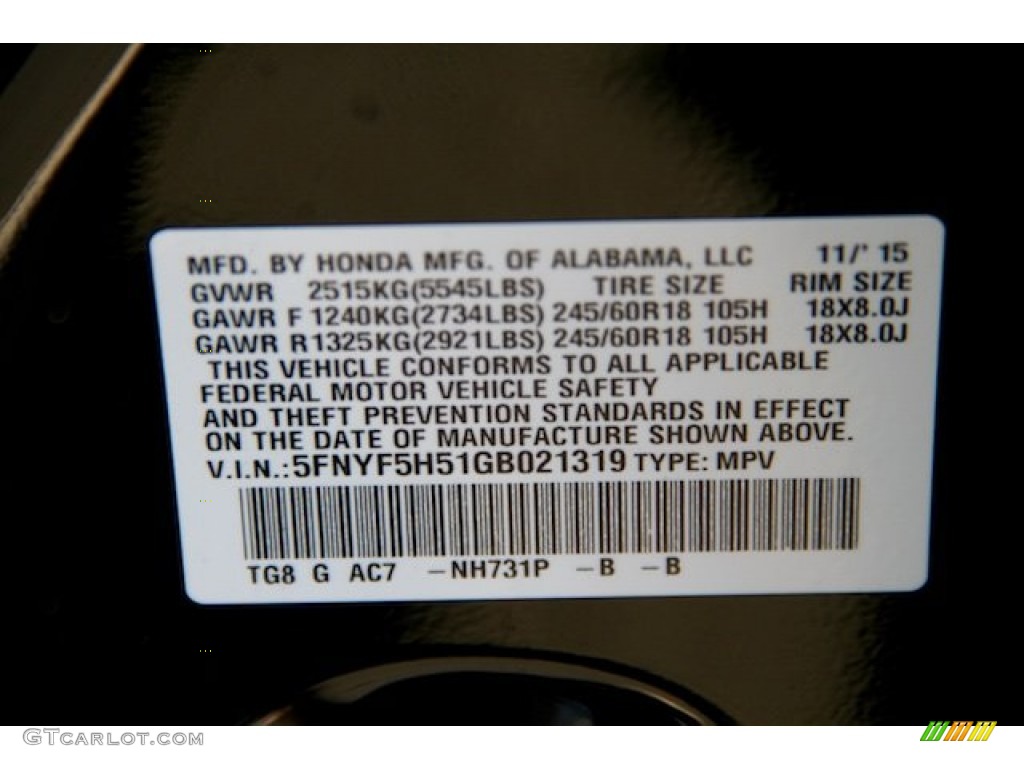 MFD. BY HONDA MFG. OF ALABAMA, LLC 11/' 15
GVWR 2515KG(5545LBS) TIRE SIZE RIM SIZE
GAWR F 1240KG(2734LBS) 245/60R18 105H 18X8.0J
GAWR R1325KG(2921LBS) 245/60R18 105H 18X8.0J
THIS VEHICLE CONFORMS TO ALL APPLICABLE
FEDERAL MOTOR VEHICLE SAFETY
AND THEFT PREVENTION STANDARDS IN EFFECT
ON THE DATE OF MANUFACTURE SHOWN ABOVE.
V.I.N.:5FNYF5H51GB021319 TYPE: MPV
TG8 G AC7 –NH731P –B –B
GTCarLot.com